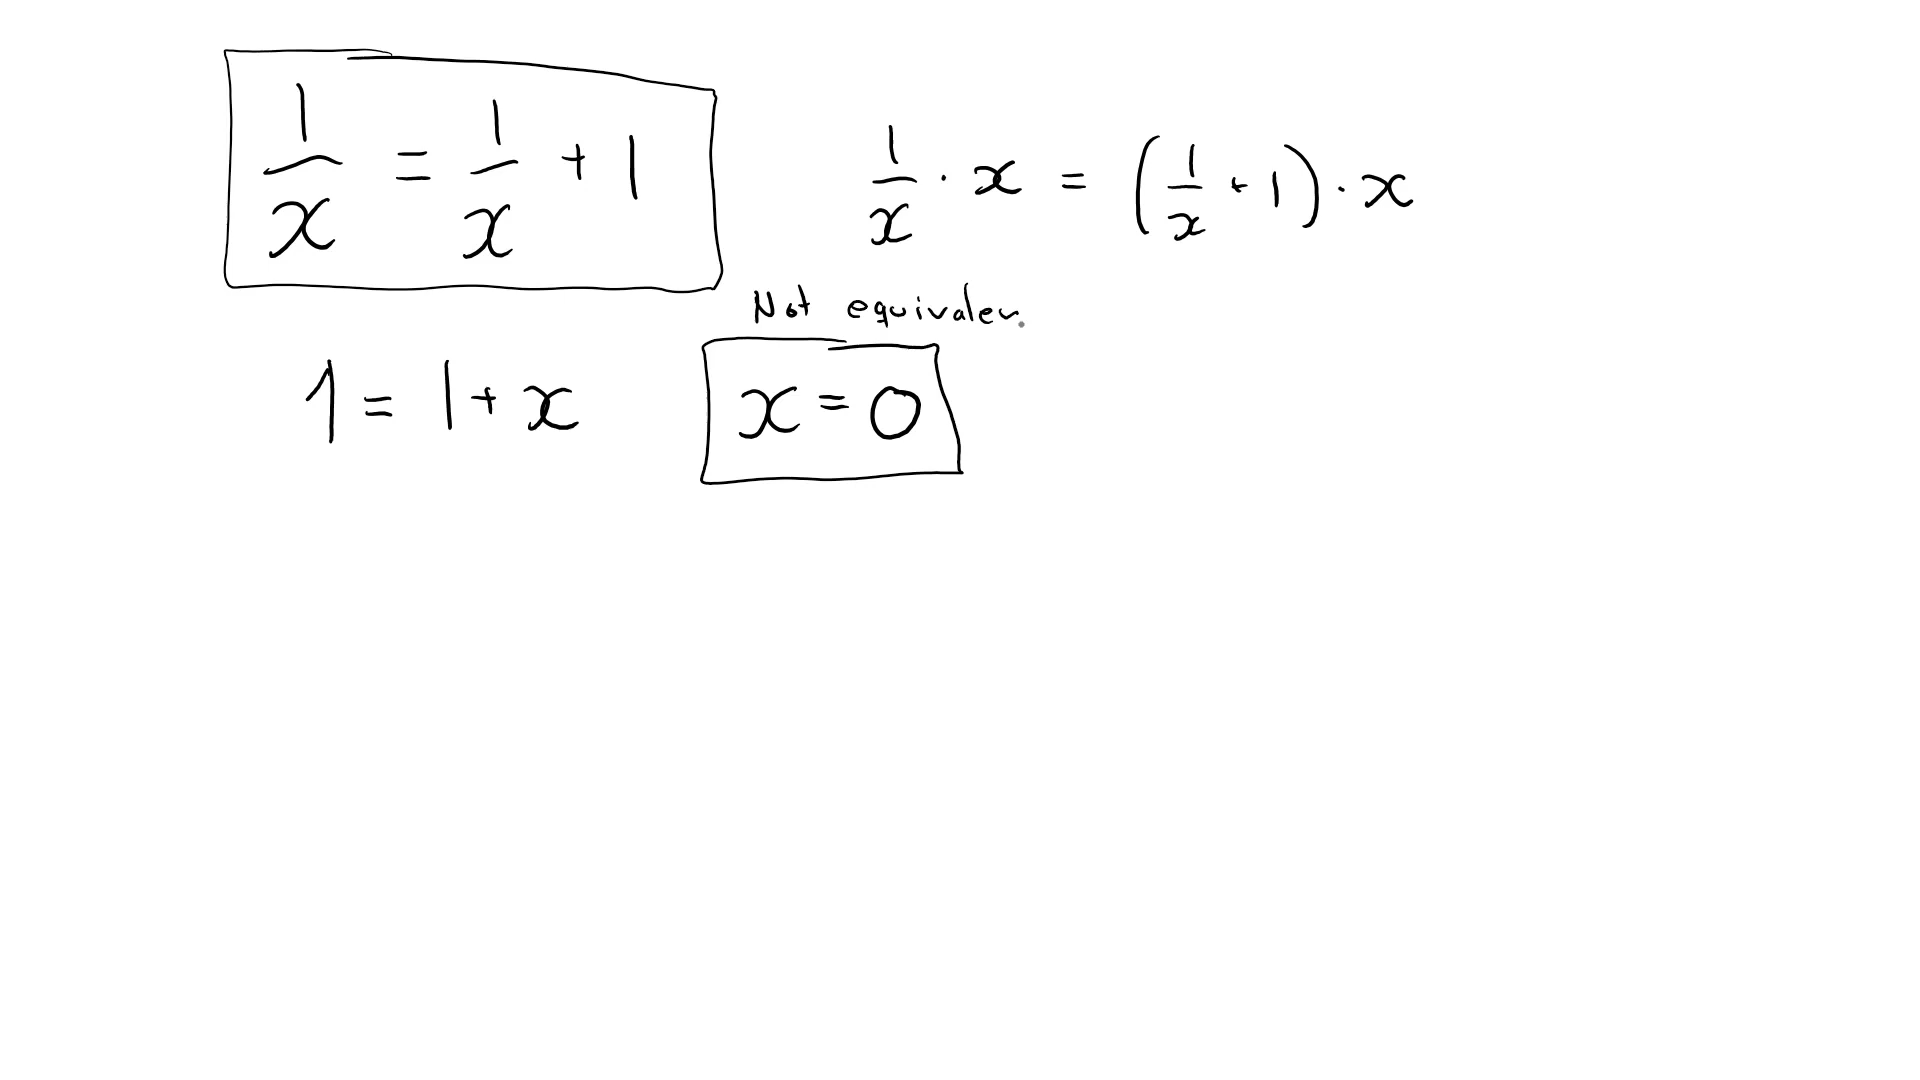 1/x = 1/x + 1
1/x · x = (1/x + 1) · x
Not equivalen
1 = 1 + x
x = 0